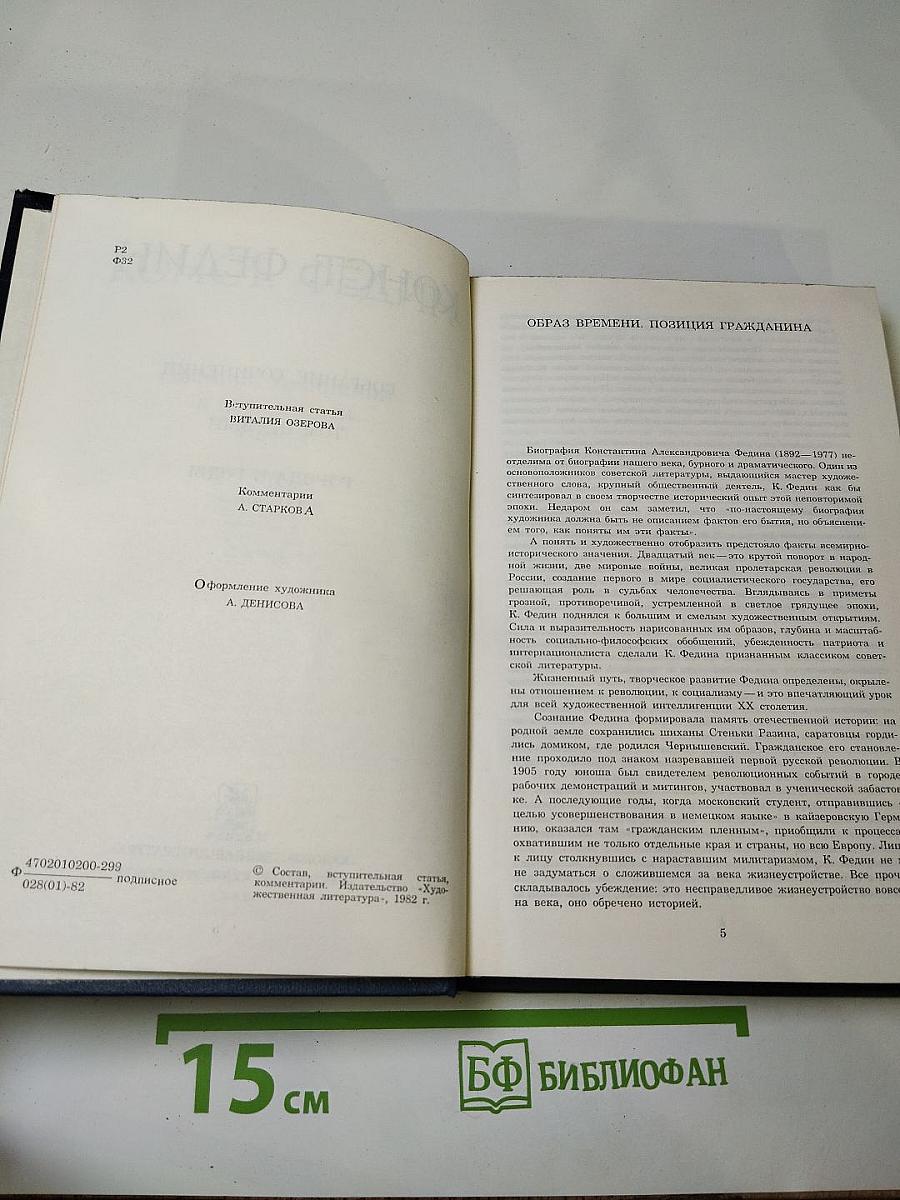 Р2
Ф32
Вступительная статья
ВИТАЛИЯ ОЗЕРОВА
Комментарии
А. СТАРКОВА
Оформление художника
А. ДЕНИСОВА
Ф 4702010200-299
028(01)-82 подписное
© Состав, вступительная статья,
комментарии. Издательство «Худо-
жественная литература», 1982 г.
ОБРАЗ ВРЕМЕНИ. ПОЗИЦИЯ ГРАЖДАНИНА
Биография Константина Александровича Федина (1892—1977) не-
отделима от биографии нашего века, бурного и драматического. Один из
основоположников советской литературы, выдающийся мастер художе-
ственного слова, крупный общественный деятель, К. Федин как бы
синтезировал в своем творчестве исторический опыт этой неповторимой
эпохи. Недаром он сам заметил, что «по-настоящему биография
художника должна быть не описанием фактов его бытия, но объяснени-
ем того, как поняты им эти факты».
А понять и художественно отобразить предстояло факты всемирно-
исторического значения. Двадцатый век—это крутой поворот в народ-
ной жизни, две мировые войны, великая пролетарская революция в
России, создание первого в мире социалистического государства, его
решающая роль в судьбах человечества. Вглядываясь в приметы
грозной, противоречивой, устремленной в светлое грядущее эпохи,
К. Федин поднялся к большим и смелым художественным открытиям.
Сила и выразительность нарисованных им образов, глубина и масштаб-
ность социально-философских обобщений, убежденность патриота и
интернационалиста сделали К. Федина признанным классиком совет-
ской литературы.
Жизненный путь, творческое развитие Федина определены, окрыле-
ны отношением к революции, к социализму—и это впечатляющий урок
для всей художественной интеллигенции XX столетия.
Сознание Федина формировала память отечественной истории: на
родной земле сохранились шиханы Стеньки Разина, саратовцы горди-
лись домиком, где родился Чернышевский. Гражданское его становле-
ние проходило под знаком назревавшей первой русской революции. В
1905 году юноша был свидетелем революционных событий в городе
рабочих демонстраций и митингов, участвовал в ученической забастов
ке. А последующие годы, когда московский студент, отправившись
целью усовершенствования в немецком языке» в кайзеровскую Герм
нию, оказался там «гражданским пленным», приобщили к процесса
охватившим не только отдельные края и страны, но всю Европу. Лиц
к лицу столкнувшись с нараставшим милитаризмом, К. Федин не
не задуматься о сложившемся за века жизнеустройстве. Все проч
складывалось убеждение: это несправедливое жизнеустройство вовсе
на века, оно обречено историей.
5
15 см
БФ БИБЛИОФАН